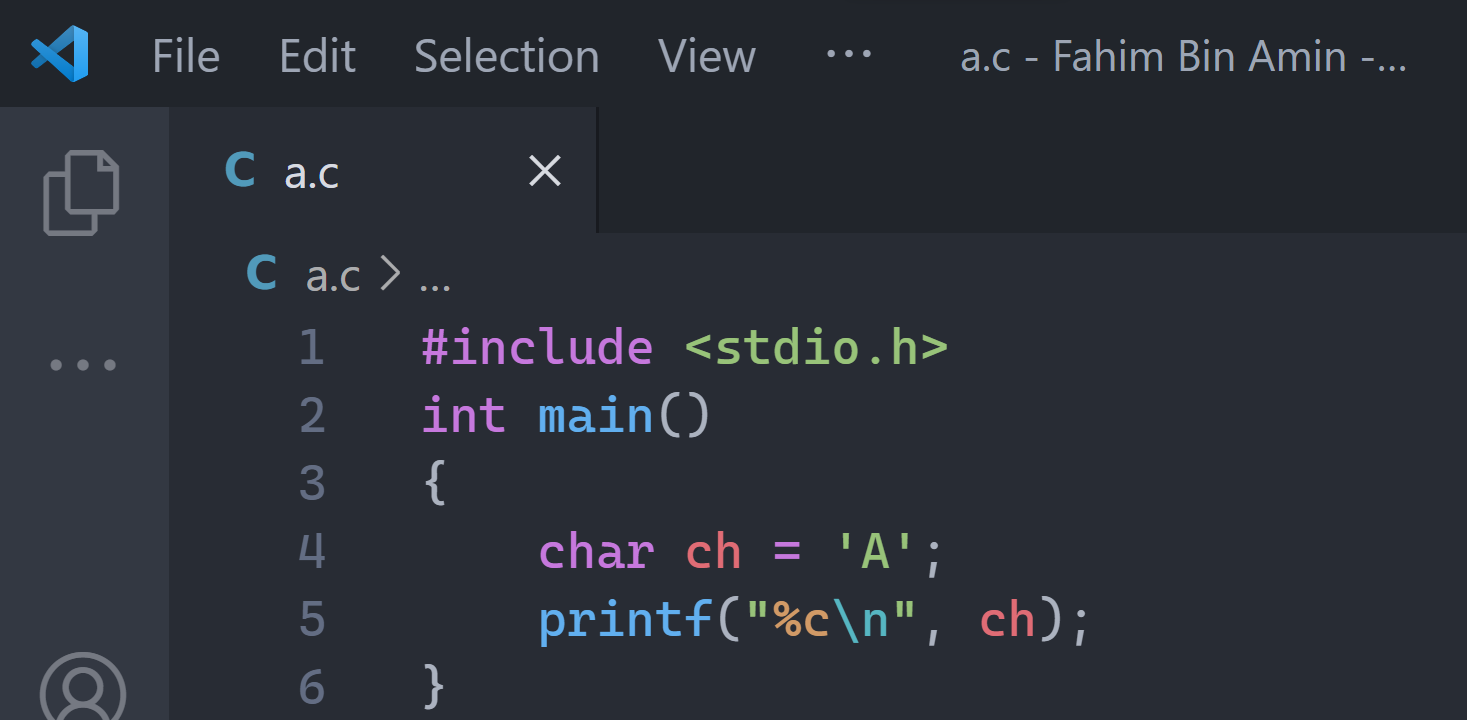 File Edit Selection View ··· a.c - Fahim Bin Amin -...
C a.c
C a.c > ...
1 #include <stdio.h>
2 int main()
3 {
4     char ch = 'A';
5     printf("%c\n", ch);
6 }